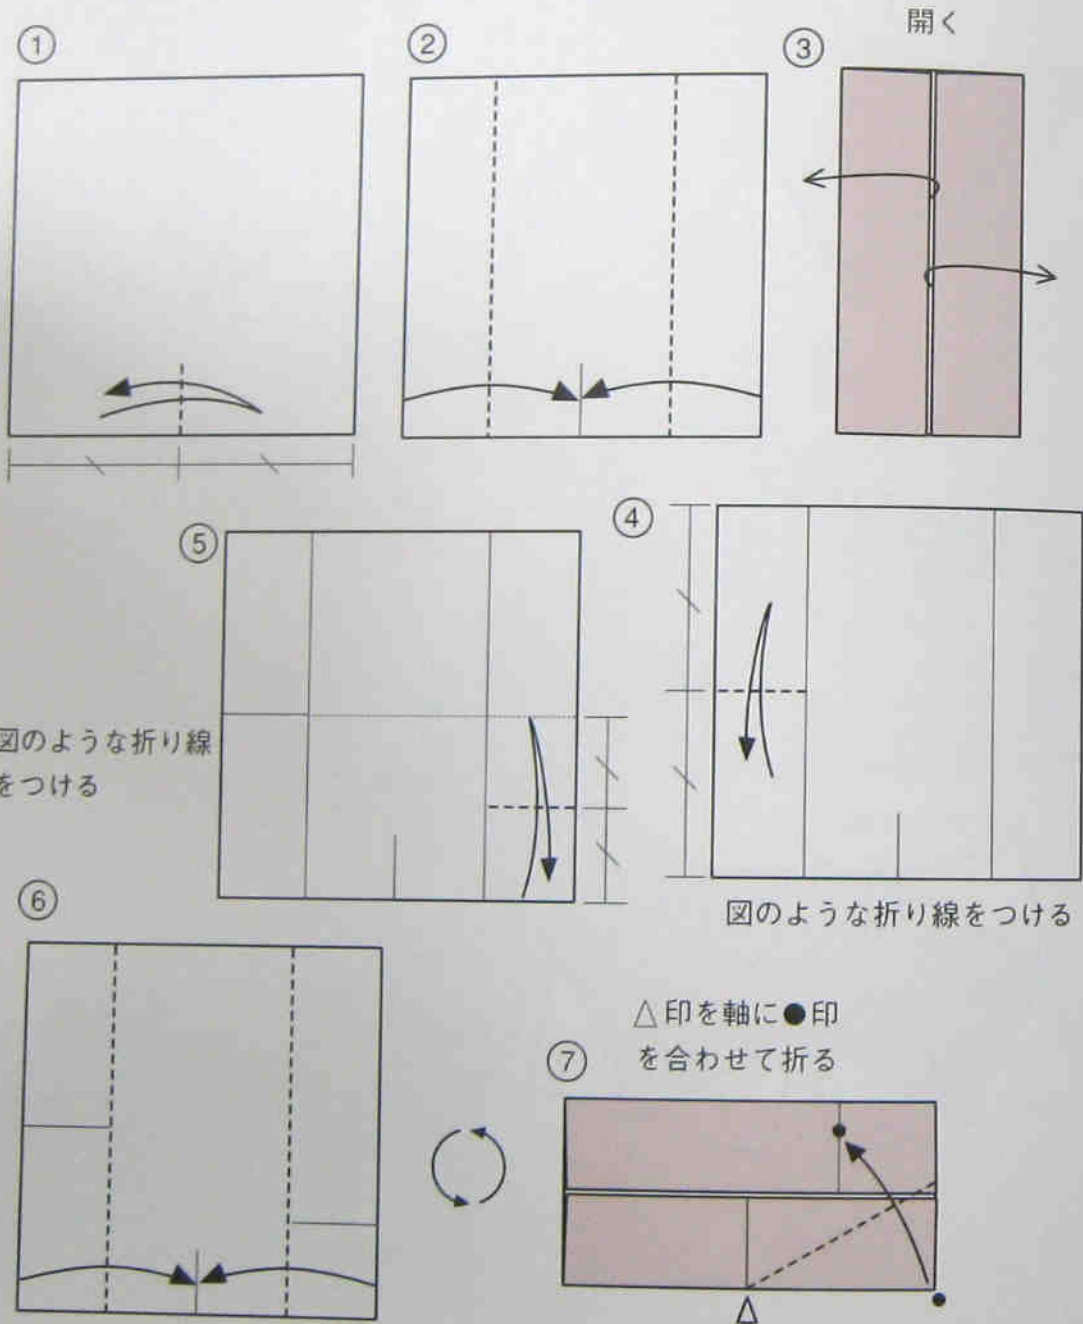 ①
②
③
開く
④
図のような折り線をつける
⑤
図のような折り線
をつける
⑥
⑦
△印を軸に●印
を合わせて折る